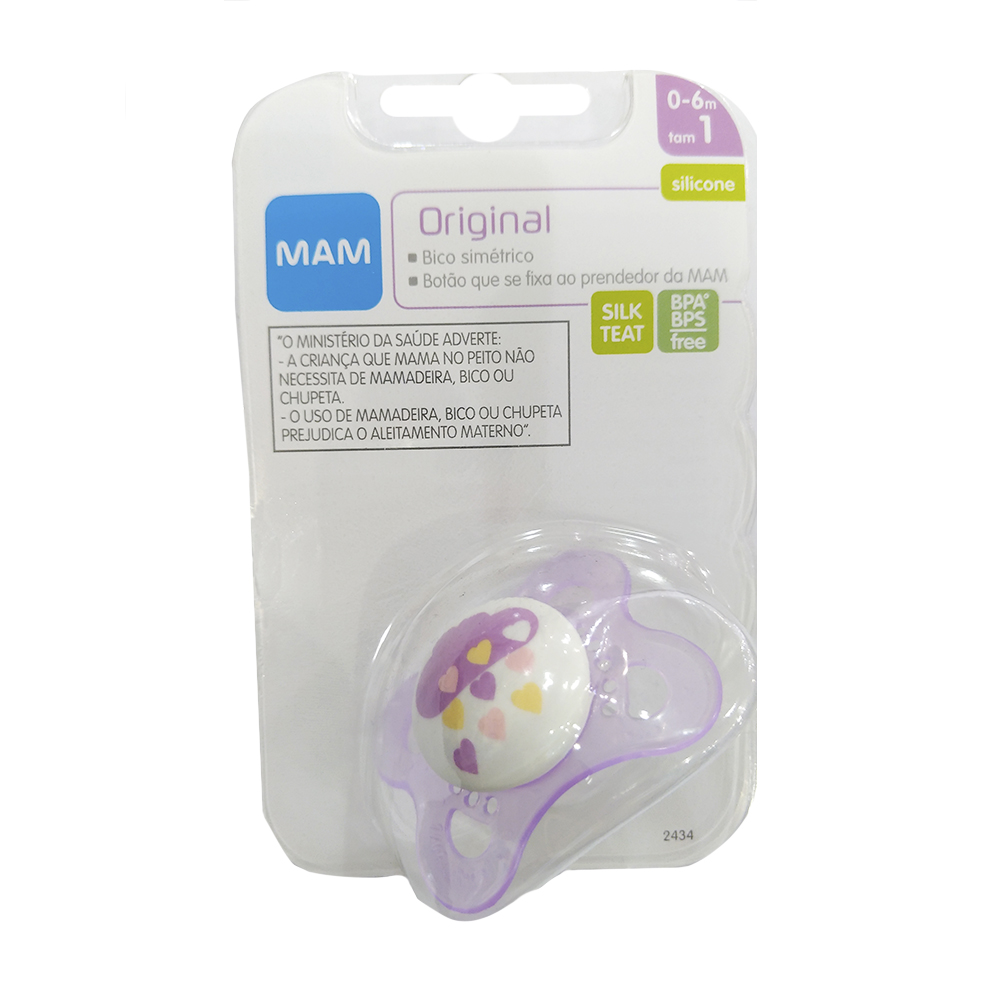 0-6m
tam 1
silicone
MAM
Original
Bico simétrico
Botão que se fixa ao prendedor da MAM
SILK
TEAT
BPA°
BPS
free
"O MINISTÉRIO DA SAÚDE ADVERTE:
- A CRIANÇA QUE MAMA NO PEITO NÃO
NECESSITA DE MAMADEIRA, BICO OU
CHUPETA.
- O USO DE MAMADEIRA, BICO OU CHUPETA
PREJUDICA O ALEITAMENTO MATERNO".
2434